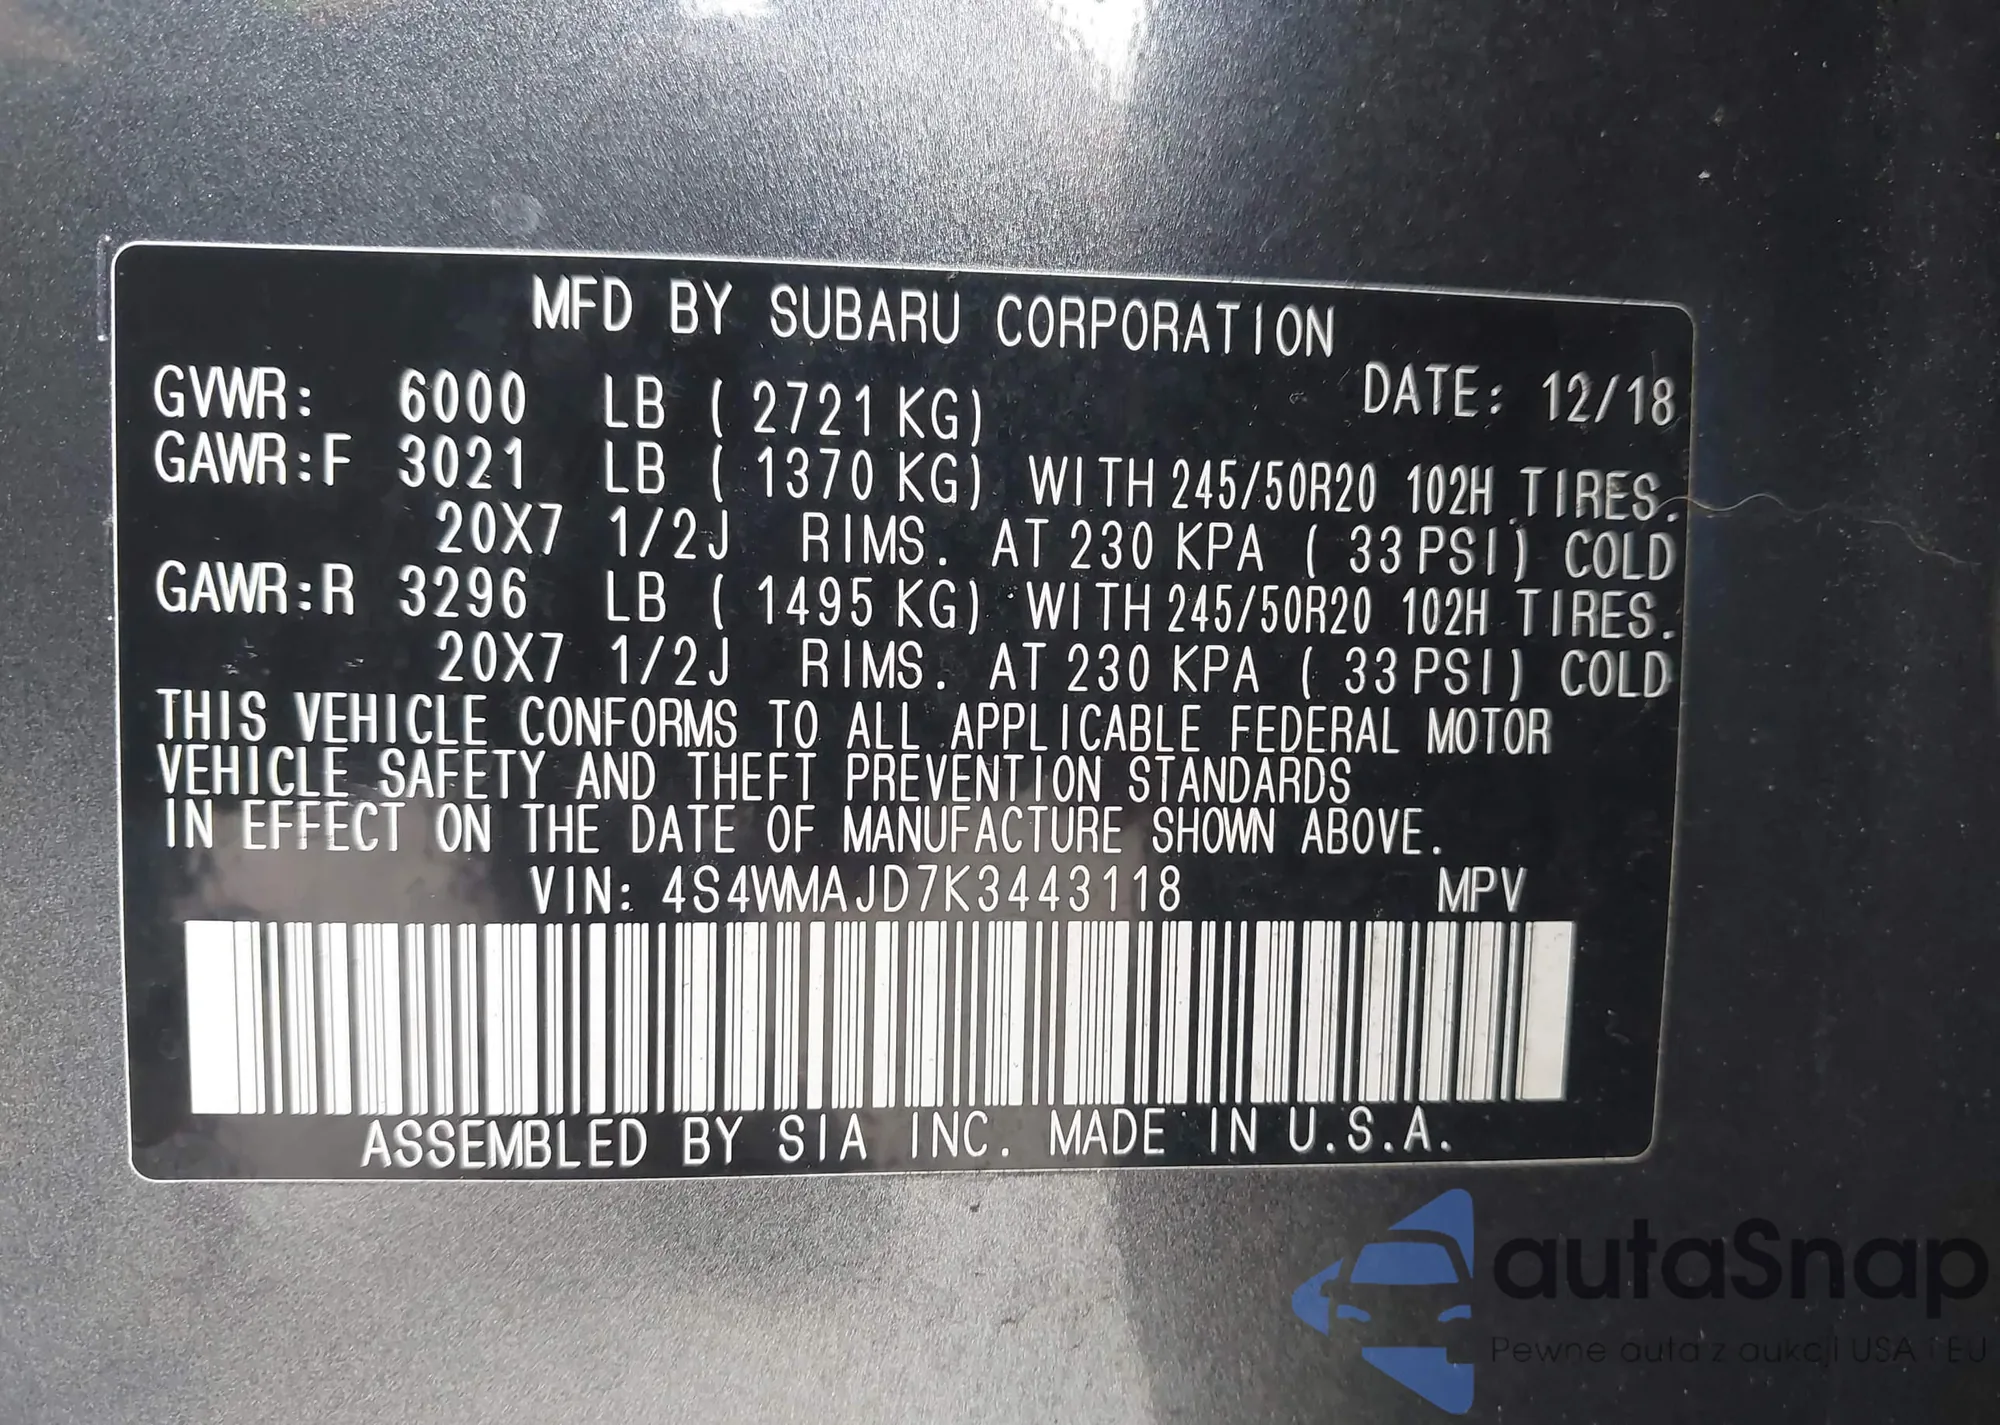 MFD BY SUBARU CORPORATION
GVWR: 6000 LB ( 2721 KG) DATE: 12/18
GAWR:F 3021 LB ( 1370 KG) WITH 245/50R20 102H TIRES.
20X7 1/2J RIMS. AT 230 KPA ( 33 PSI) COLD
GAWR:R 3296 LB ( 1495 KG) WITH 245/50R20 102H TIRES.
20X7 1/2J RIMS. AT 230 KPA ( 33 PSI) COLD
THIS VEHICLE CONFORMS TO ALL APPLICABLE FEDERAL MOTOR
VEHICLE SAFETY AND THEFT PREVENTION STANDARDS
IN EFFECT ON THE DATE OF MANUFACTURE SHOWN ABOVE.
VIN: 4S4WMAJD7K3443118 MPV
ASSEMBLED BY SIA INC. MADE IN U.S.A.
autaSnap
Pewne auta z aukcji USA i EU